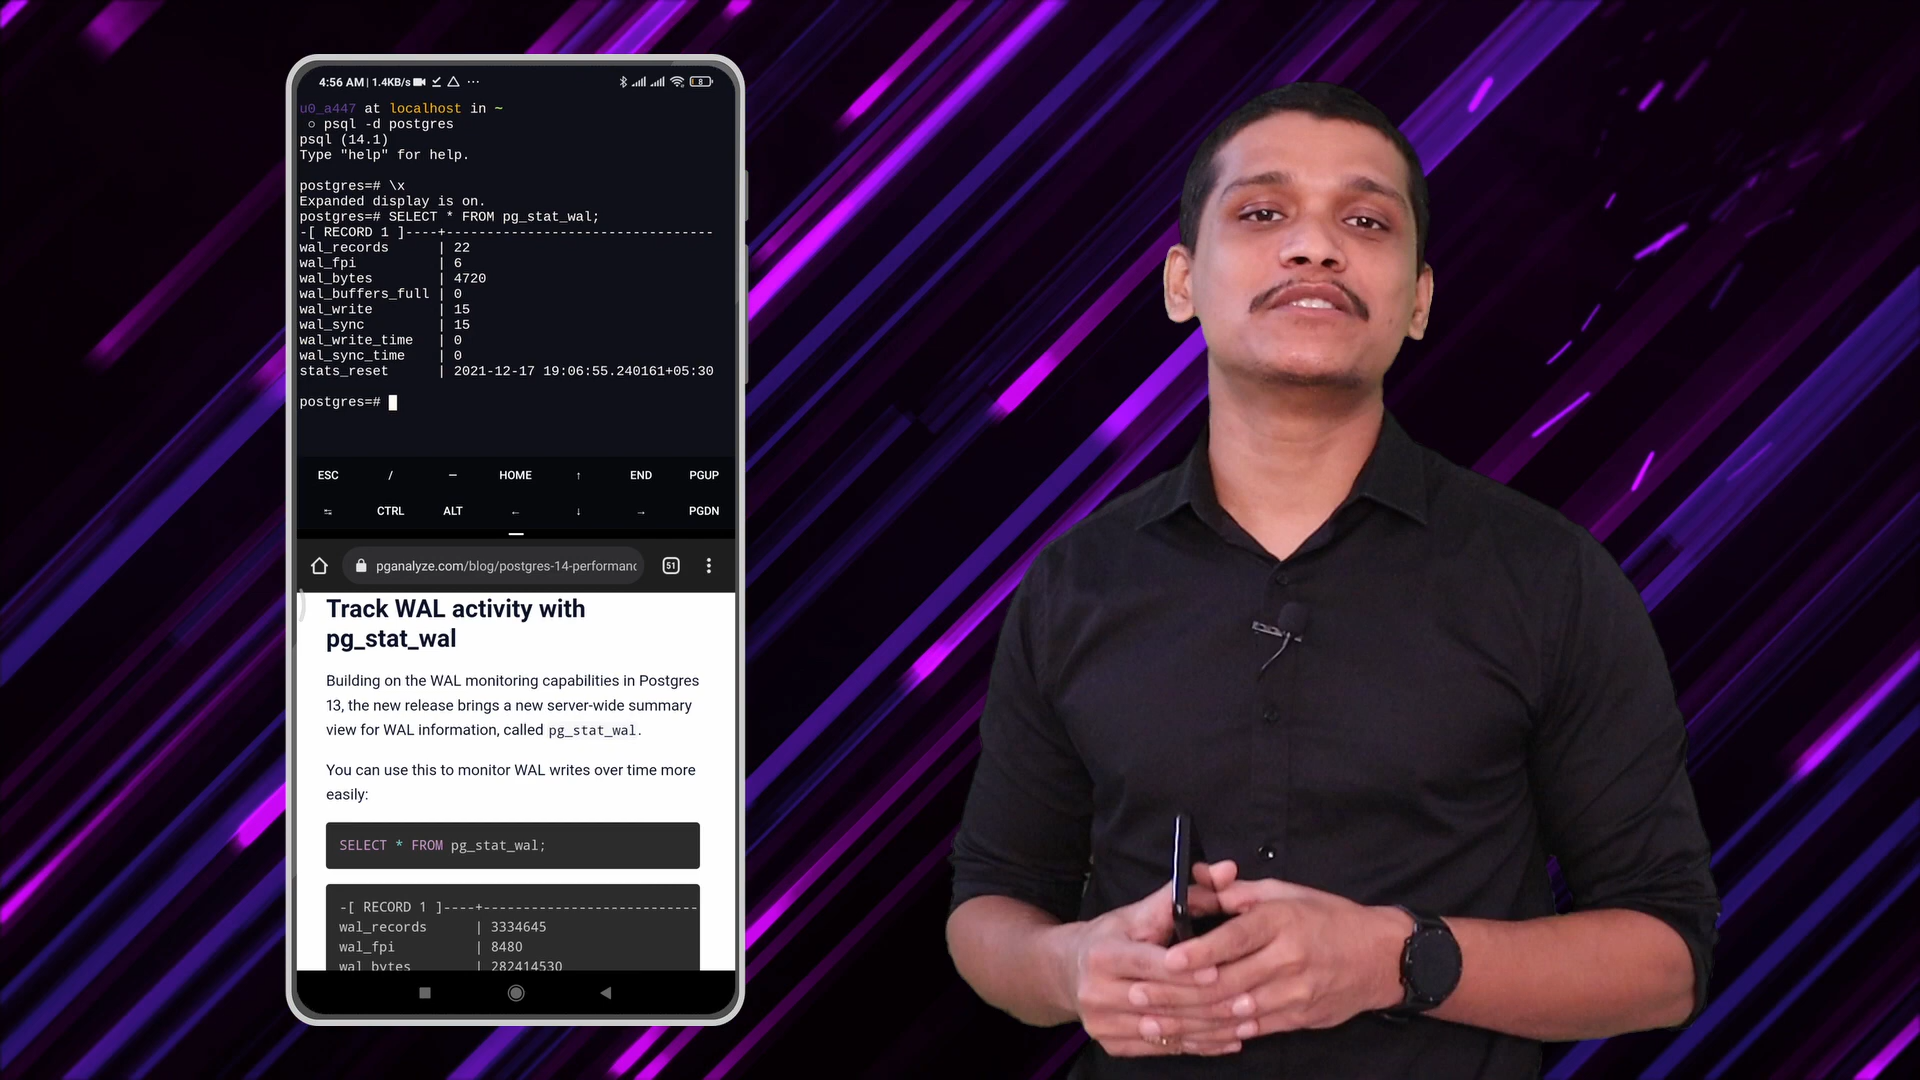 4:56 AM | 1.4KB/s ... 8
u0_a447 at localhost in ~
○ psql -d postgres
psql (14.1)
Type "help" for help.
postgres=# \x
Expanded display is on.
postgres=# SELECT * FROM pg_stat_wal;
-[ RECORD 1 ]----+---------------------------------
wal_records | 22
wal_fpi | 6
wal_bytes | 4720
wal_buffers_full | 0
wal_write | 15
wal_sync | 15
wal_write_time | 0
wal_sync_time | 0
stats_reset | 2021-12-17 19:06:55.240161+05:30
postgres=#
ESC / — HOME ↑ END PGUP
⇆ CTRL ALT ← ↓ → PGDN
pganalyze.com/blog/postgres-14-performanc 51
Track WAL activity with
pg_stat_wal
Building on the WAL monitoring capabilities in Postgres
13, the new release brings a new server-wide summary
view for WAL information, called pg_stat_wal.
You can use this to monitor WAL writes over time more
easily:
SELECT * FROM pg_stat_wal;
-[ RECORD 1 ]----+---------------------------
wal_records | 3334645
wal_fpi | 8480
wal_bytes | 282414530